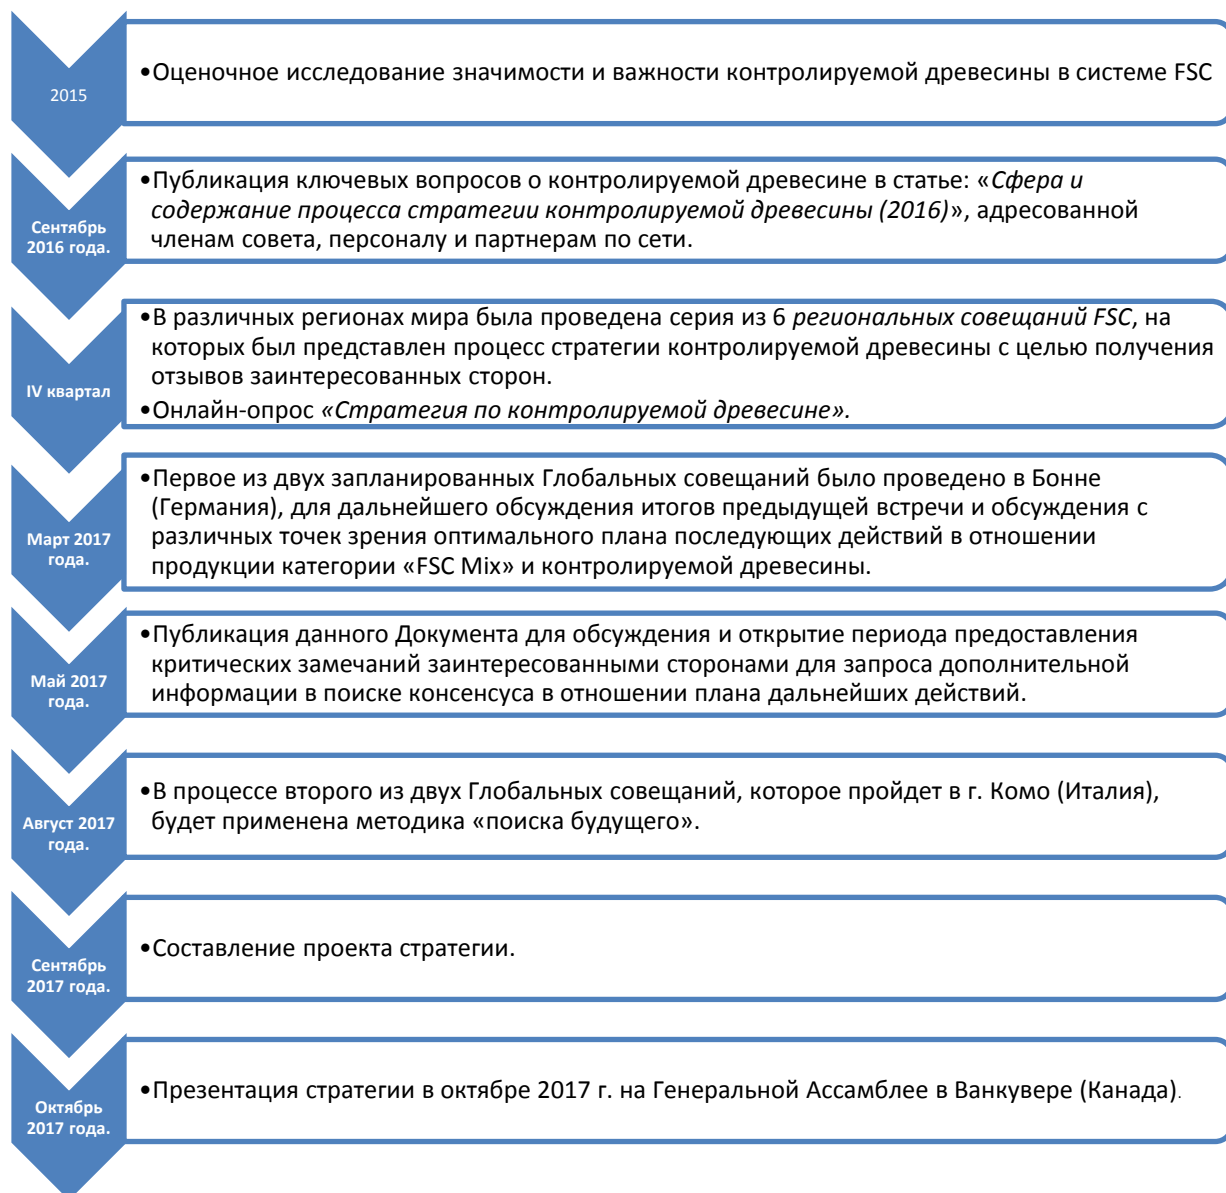 2015
•Оценочное исследование значимости и важности контролируемой древесины в системе FSC
Сентябрь
2016 года.
•Публикация ключевых вопросов о контролируемой древесине в статье: «Сфера и
содержание процесса стратегии контролируемой древесины (2016)», адресованной
членам совета, персоналу и партнерам по сети.
IV квартал
•В различных регионах мира была проведена серия из 6 региональных совещаний FSC, на
которых был представлен процесс стратегии контролируемой древесины с целью получения
отзывов заинтересованных сторон.
•Онлайн-опрос «Стратегия по контролируемой древесине».
Март 2017
года.
•Первое из двух запланированных Глобальных совещаний было проведено в Бонне
(Германия), для дальнейшего обсуждения итогов предыдущей встречи и обсуждения с
различных точек зрения оптимального плана последующих действий в отношении
продукции категории «FSC Mix» и контролируемой древесины.
Май 2017
года.
•Публикация данного Документа для обсуждения и открытие периода предоставления
критических замечаний заинтересованными сторонами для запроса дополнительной
информации в поиске консенсуса в отношении плана дальнейших действий.
Август 2017
года.
•В процессе второго из двух Глобальных совещаний, которое пройдет в г. Комо (Италия),
будет применена методика «поиска будущего».
Сентябрь
2017 года.
•Составление проекта стратегии.
Октябрь
2017 года.
•Презентация стратегии в октябре 2017 г. на Генеральной Ассамблее в Ванкувере (Канада).